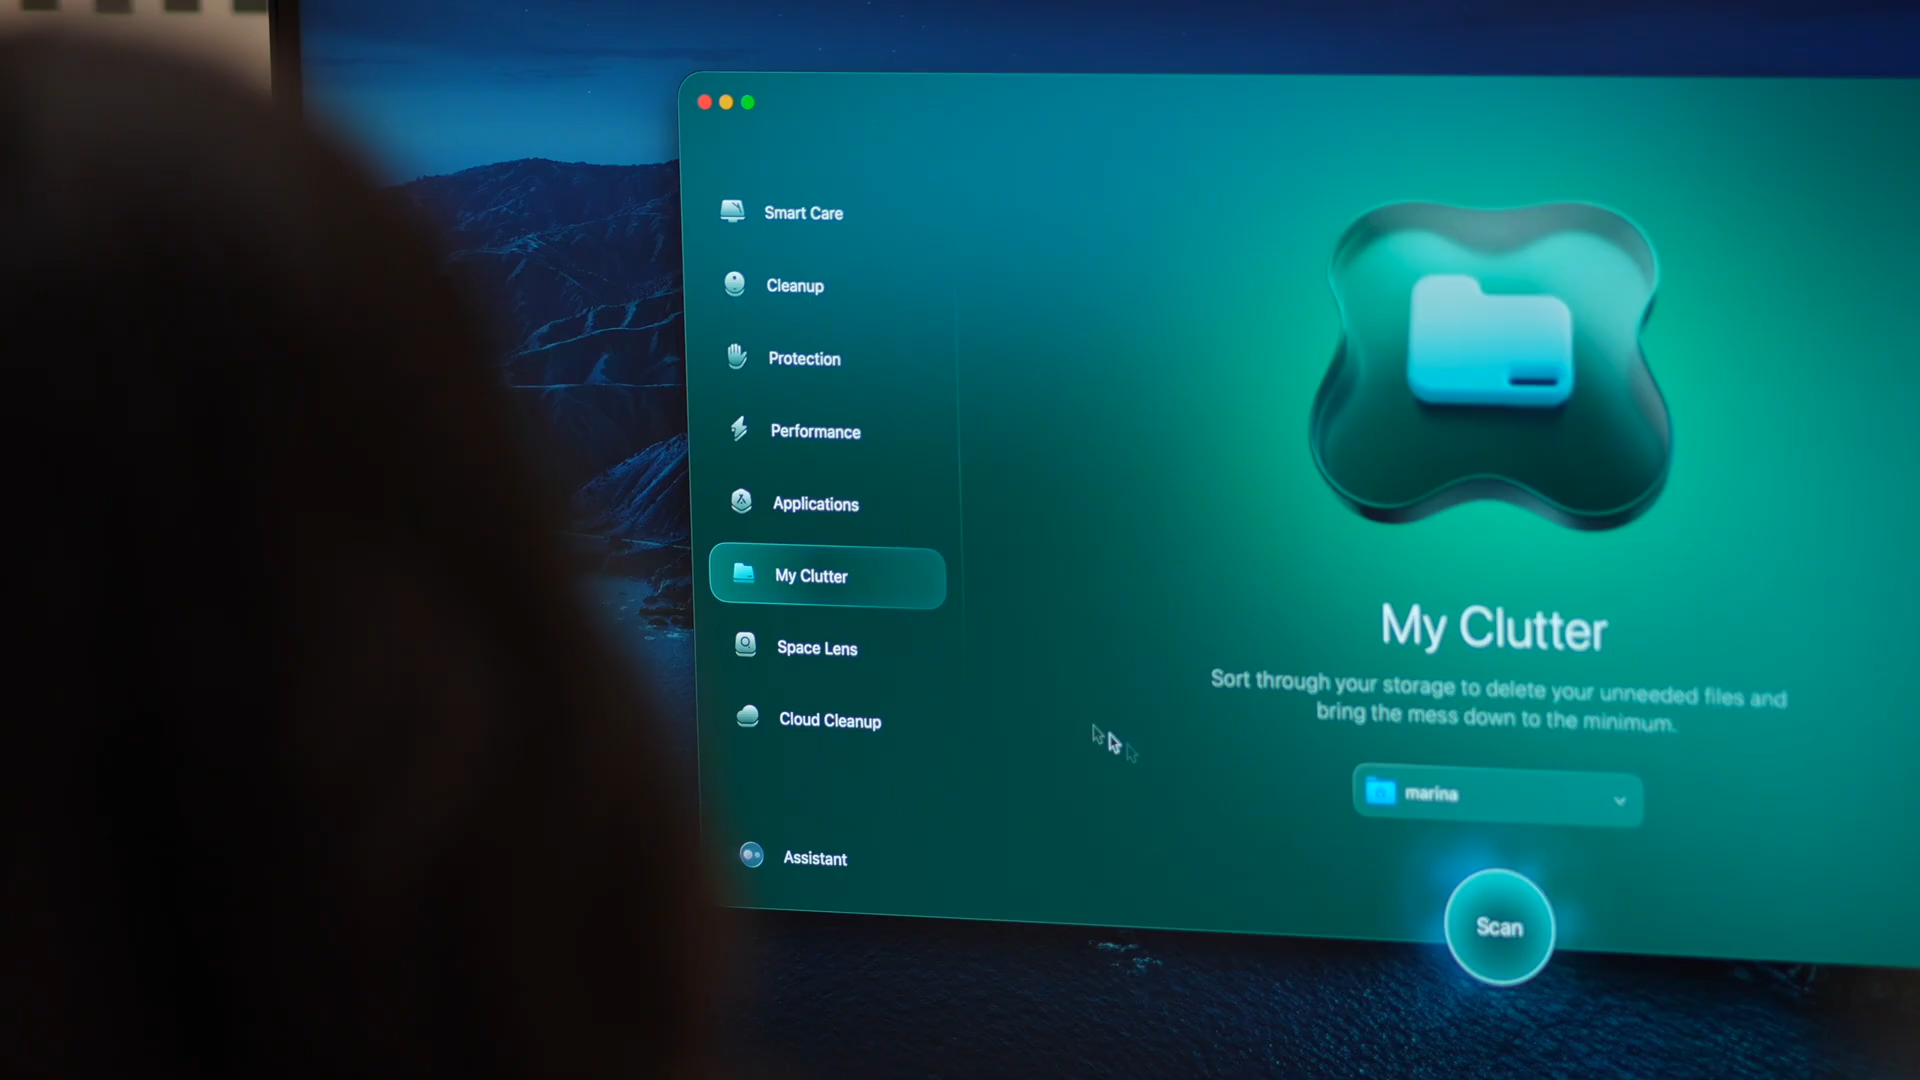 Smart Care
Cleanup
Protection
Performance
Applications
My Clutter
Space Lens
Cloud Cleanup
Assistant
My Clutter
Sort through your storage to delete your unneeded files and
bring the mess down to the minimum.
marina
Scan